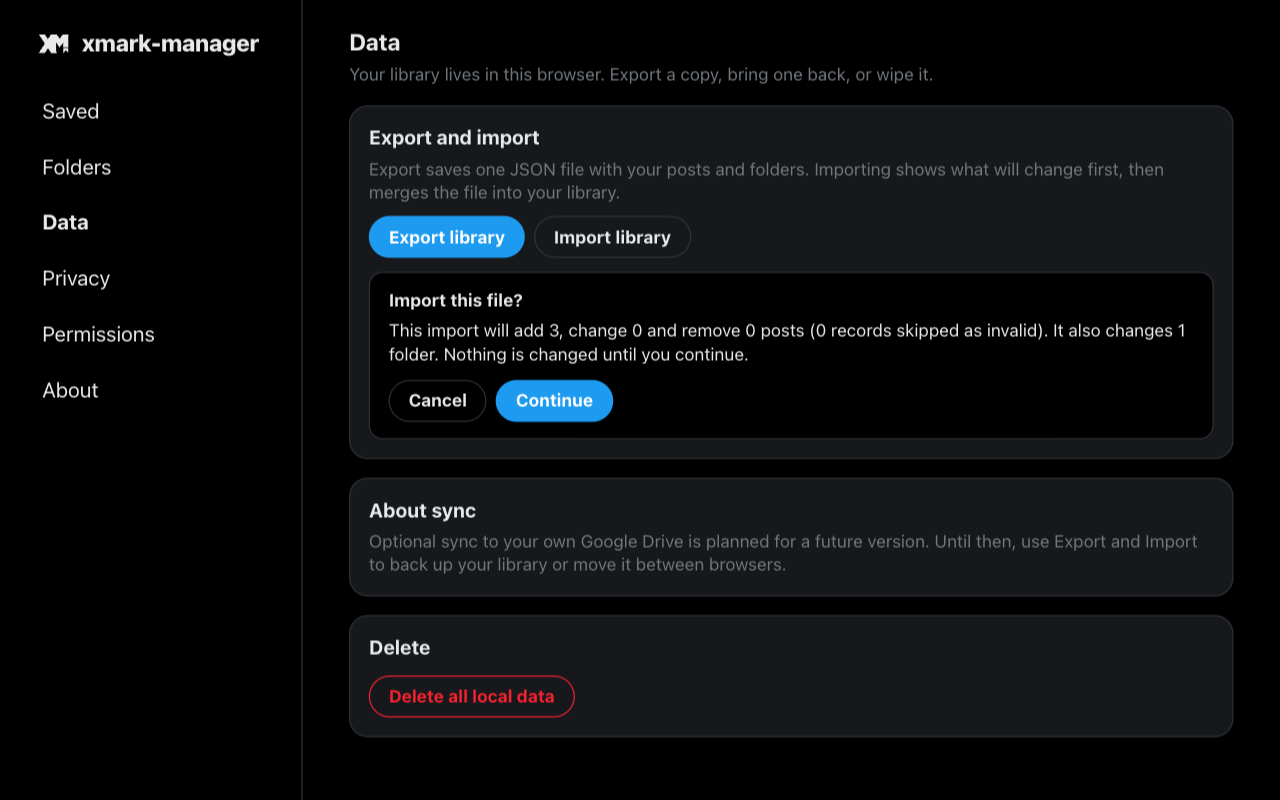 XM xmark-manager
Saved
Folders
Data
Privacy
Permissions
About
Data
Your library lives in this browser. Export a copy, bring one back, or wipe it.
Export and import
Export saves one JSON file with your posts and folders. Importing shows what will change first, then
merges the file into your library.
Export library
Import library
Import this file?
This import will add 3, change 0 and remove 0 posts (0 records skipped as invalid). It also changes 1
folder. Nothing is changed until you continue.
Cancel
Continue
About sync
Optional sync to your own Google Drive is planned for a future version. Until then, use Export and Import
to back up your library or move it between browsers.
Delete
Delete all local data